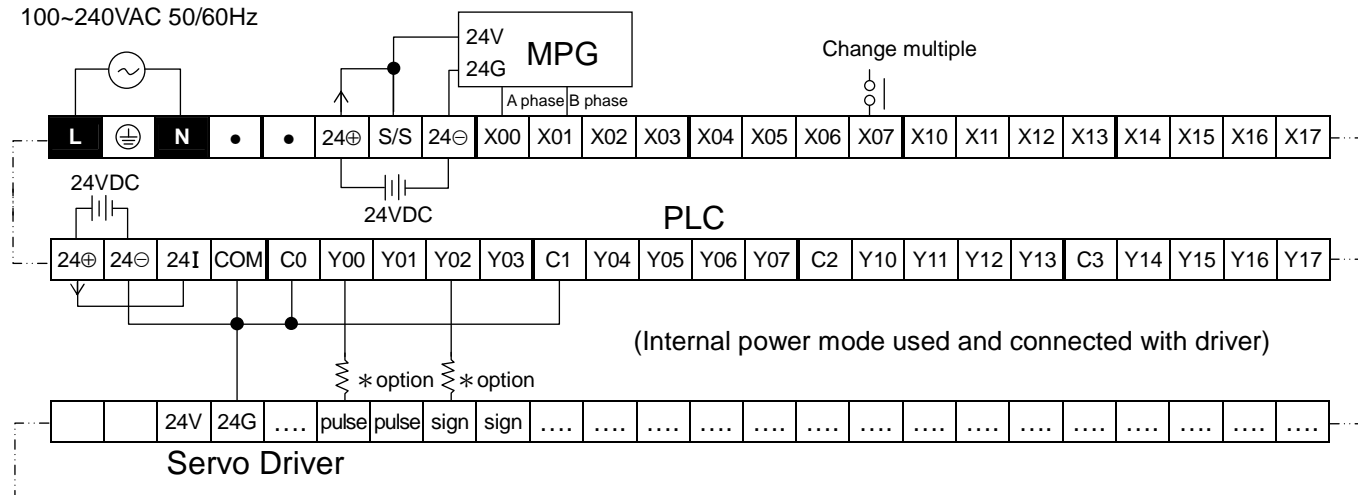 100~240VAC 50/60Hz
24V
24G
MPG
Change multiple
A phase B phase
L N • • 24⊕ S/S 24⊖ X00 X01 X02 X03 X04 X05 X06 X07 X10 X11 X12 X13 X14 X15 X16 X17
24VDC
24VDC
PLC
24⊕ 24⊖ 24I COM C0 Y00 Y01 Y02 Y03 C1 Y04 Y05 Y06 Y07 C2 Y10 Y11 Y12 Y13 C3 Y14 Y15 Y16 Y17
(Internal power mode used and connected with driver)
*option *option
24V 24G .... pulse pulse sign sign .... .... .... .... .... .... .... .... .... .... .... .... .... .... .... ....
Servo Driver